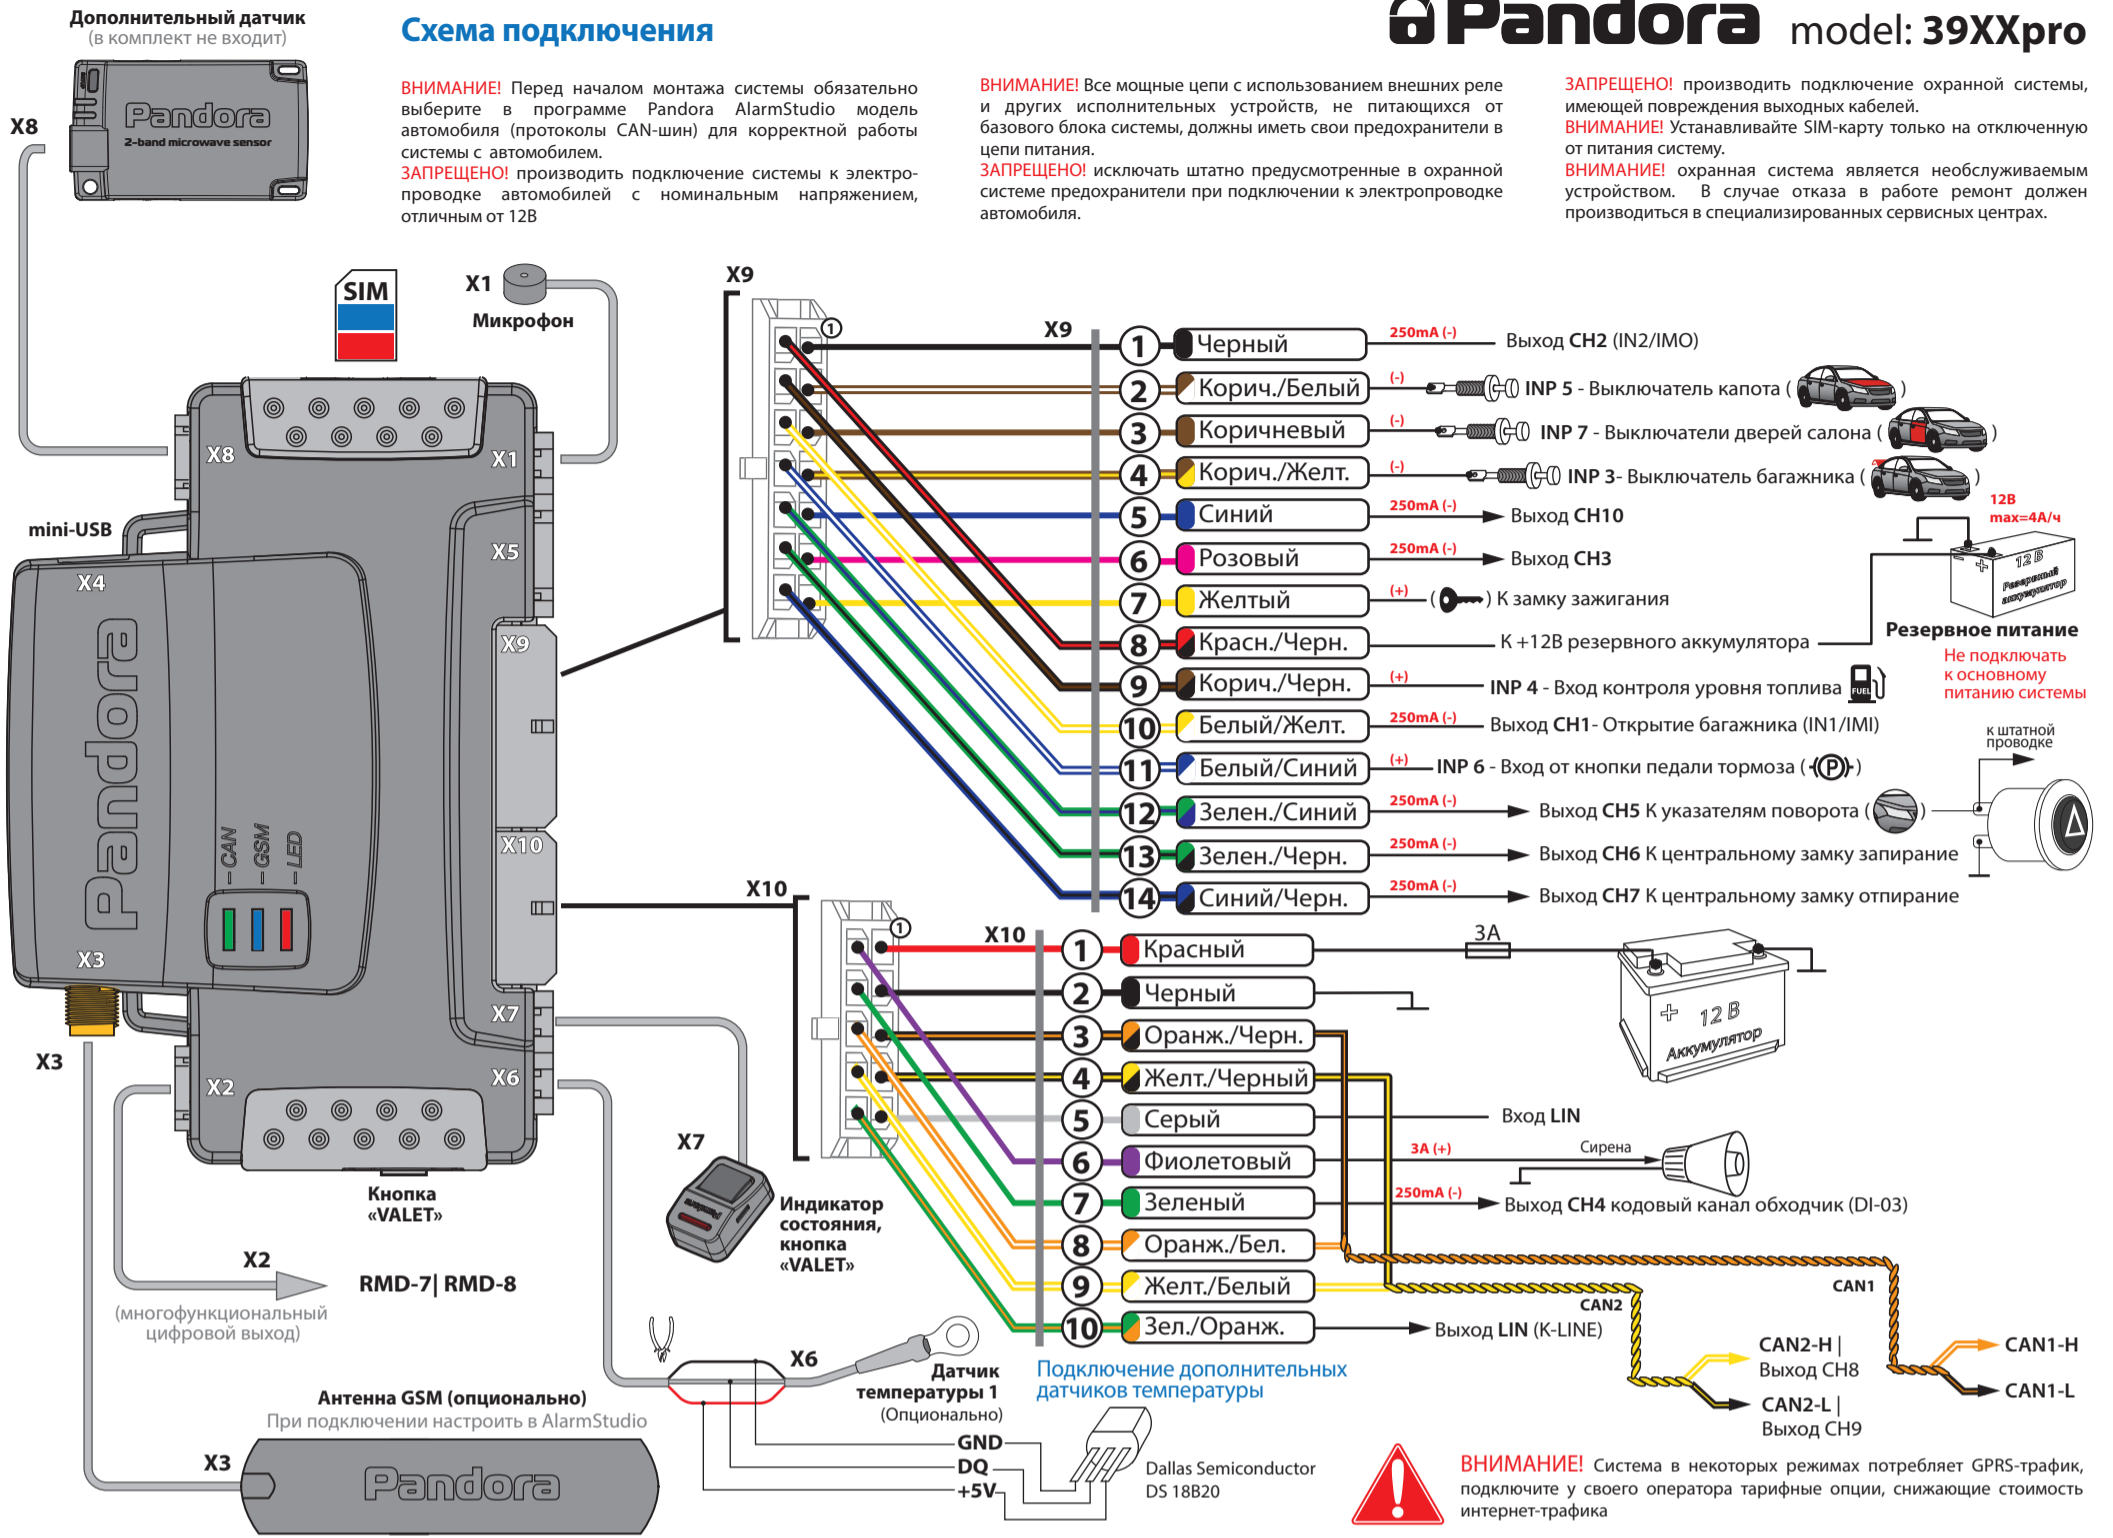 Дополнительный датчик
(в комплект не входит)
Pandora
2-band microwave sensor
X8
Схема подключения
Pandora model: 39XXpro
ВНИМАНИЕ! Перед началом монтажа системы обязательно
выберите в программе Pandora AlarmStudio модель
автомобиля (протоколы CAN-шин) для корректной работы
системы с автомобилем.
ЗАПРЕЩЕНО! производить подключение системы к электро-
проводке автомобилей с номинальным напряжением,
отличным от 12В
ВНИМАНИЕ! Все мощные цепи с использованием внешних реле
и других исполнительных устройств, не питающихся от
базового блока системы, должны иметь свои предохранители в
цепи питания.
ЗАПРЕЩЕНО! исключать штатно предусмотренные в охранной
системе предохранители при подключении к электропроводке
автомобиля.
ЗАПРЕЩЕНО! производить подключение охранной системы,
имеющей повреждения выходных кабелей.
ВНИМАНИЕ! Устанавливайте SIM-карту только на отключенную
от питания систему.
ВНИМАНИЕ! охранная система является необслуживаемым
устройством. В случае отказа в работе ремонт должен
производиться в специализированных сервисных центрах.
SIM
X1
Микрофон
X8
X1
mini-USB
X5
X4
X9
Pandora
CAN
GSM
LED
X10
X3
X7
X6
X2
X3
Кнопка
«VALET»
X2
RMD-7| RMD-8
(многофункциональный
цифровой выход)
X7
Индикатор
состояния,
кнопка
«VALET»
Антенна GSM (опционально)
При подключении настроить в AlarmStudio
X3
Pandora
X6
Датчик
температуры 1
(Опционально)
Подключение дополнительных
датчиков температуры
GND
DQ
+5V
Dallas Semiconductor
DS 18B20
X9
1
X9
1 Черный 250mA (-) Выход CH2 (IN2/IMO)
2 Корич./Белый (-) INP 5 - Выключатель капота ( )
3 Коричневый (-) INP 7 - Выключатели дверей салона ( )
4 Корич./Желт. (-) INP 3- Выключатель багажника ( )
5 Синий 250mA (-) Выход CH10
6 Розовый 250mA (-) Выход CH3
7 Желтый (+) ( ) К замку зажигания
8 Красн./Черн. К +12В резервного аккумулятора
9 Корич./Черн. (+) INP 4 - Вход контроля уровня топлива FUEL
10 Белый/Желт. 250mA (-) Выход CH1- Открытие багажника (IN1/IMI)
11 Белый/Синий (+) INP 6 - Вход от кнопки педали тормоза ( (P) )
12 Зелен./Синий 250mA (-) Выход CH5 К указателям поворота ( )
13 Зелен./Черн. 250mA (-) Выход CH6 К центральному замку запирание
14 Синий/Черн. 250mA (-) Выход CH7 К центральному замку отпирание
12В
max=4А/ч
12 В
Резервный
аккумулятор
Резервное питание
Не подключать
к основному
питанию системы
к штатной
проводке
X10
1
X10
1 Красный 3А
2 Черный
3 Оранж./Черн.
4 Желт./Черный
5 Серый Вход LIN
6 Фиолетовый 3А (+) Сирена
7 Зеленый 250mA (-) Выход CH4 кодовый канал обходчик (DI-03)
8 Оранж./Бел.
9 Желт./Белый
10 Зел./Оранж. Выход LIN (K-LINE)
12 В
Аккумулятор
CAN1
CAN2
CAN2-H |
Выход CH8
CAN2-L |
Выход CH9
CAN1-H
CAN1-L
ВНИМАНИЕ! Система в некоторых режимах потребляет GPRS-трафик,
подключите у своего оператора тарифные опции, снижающие стоимость
интернет-трафика